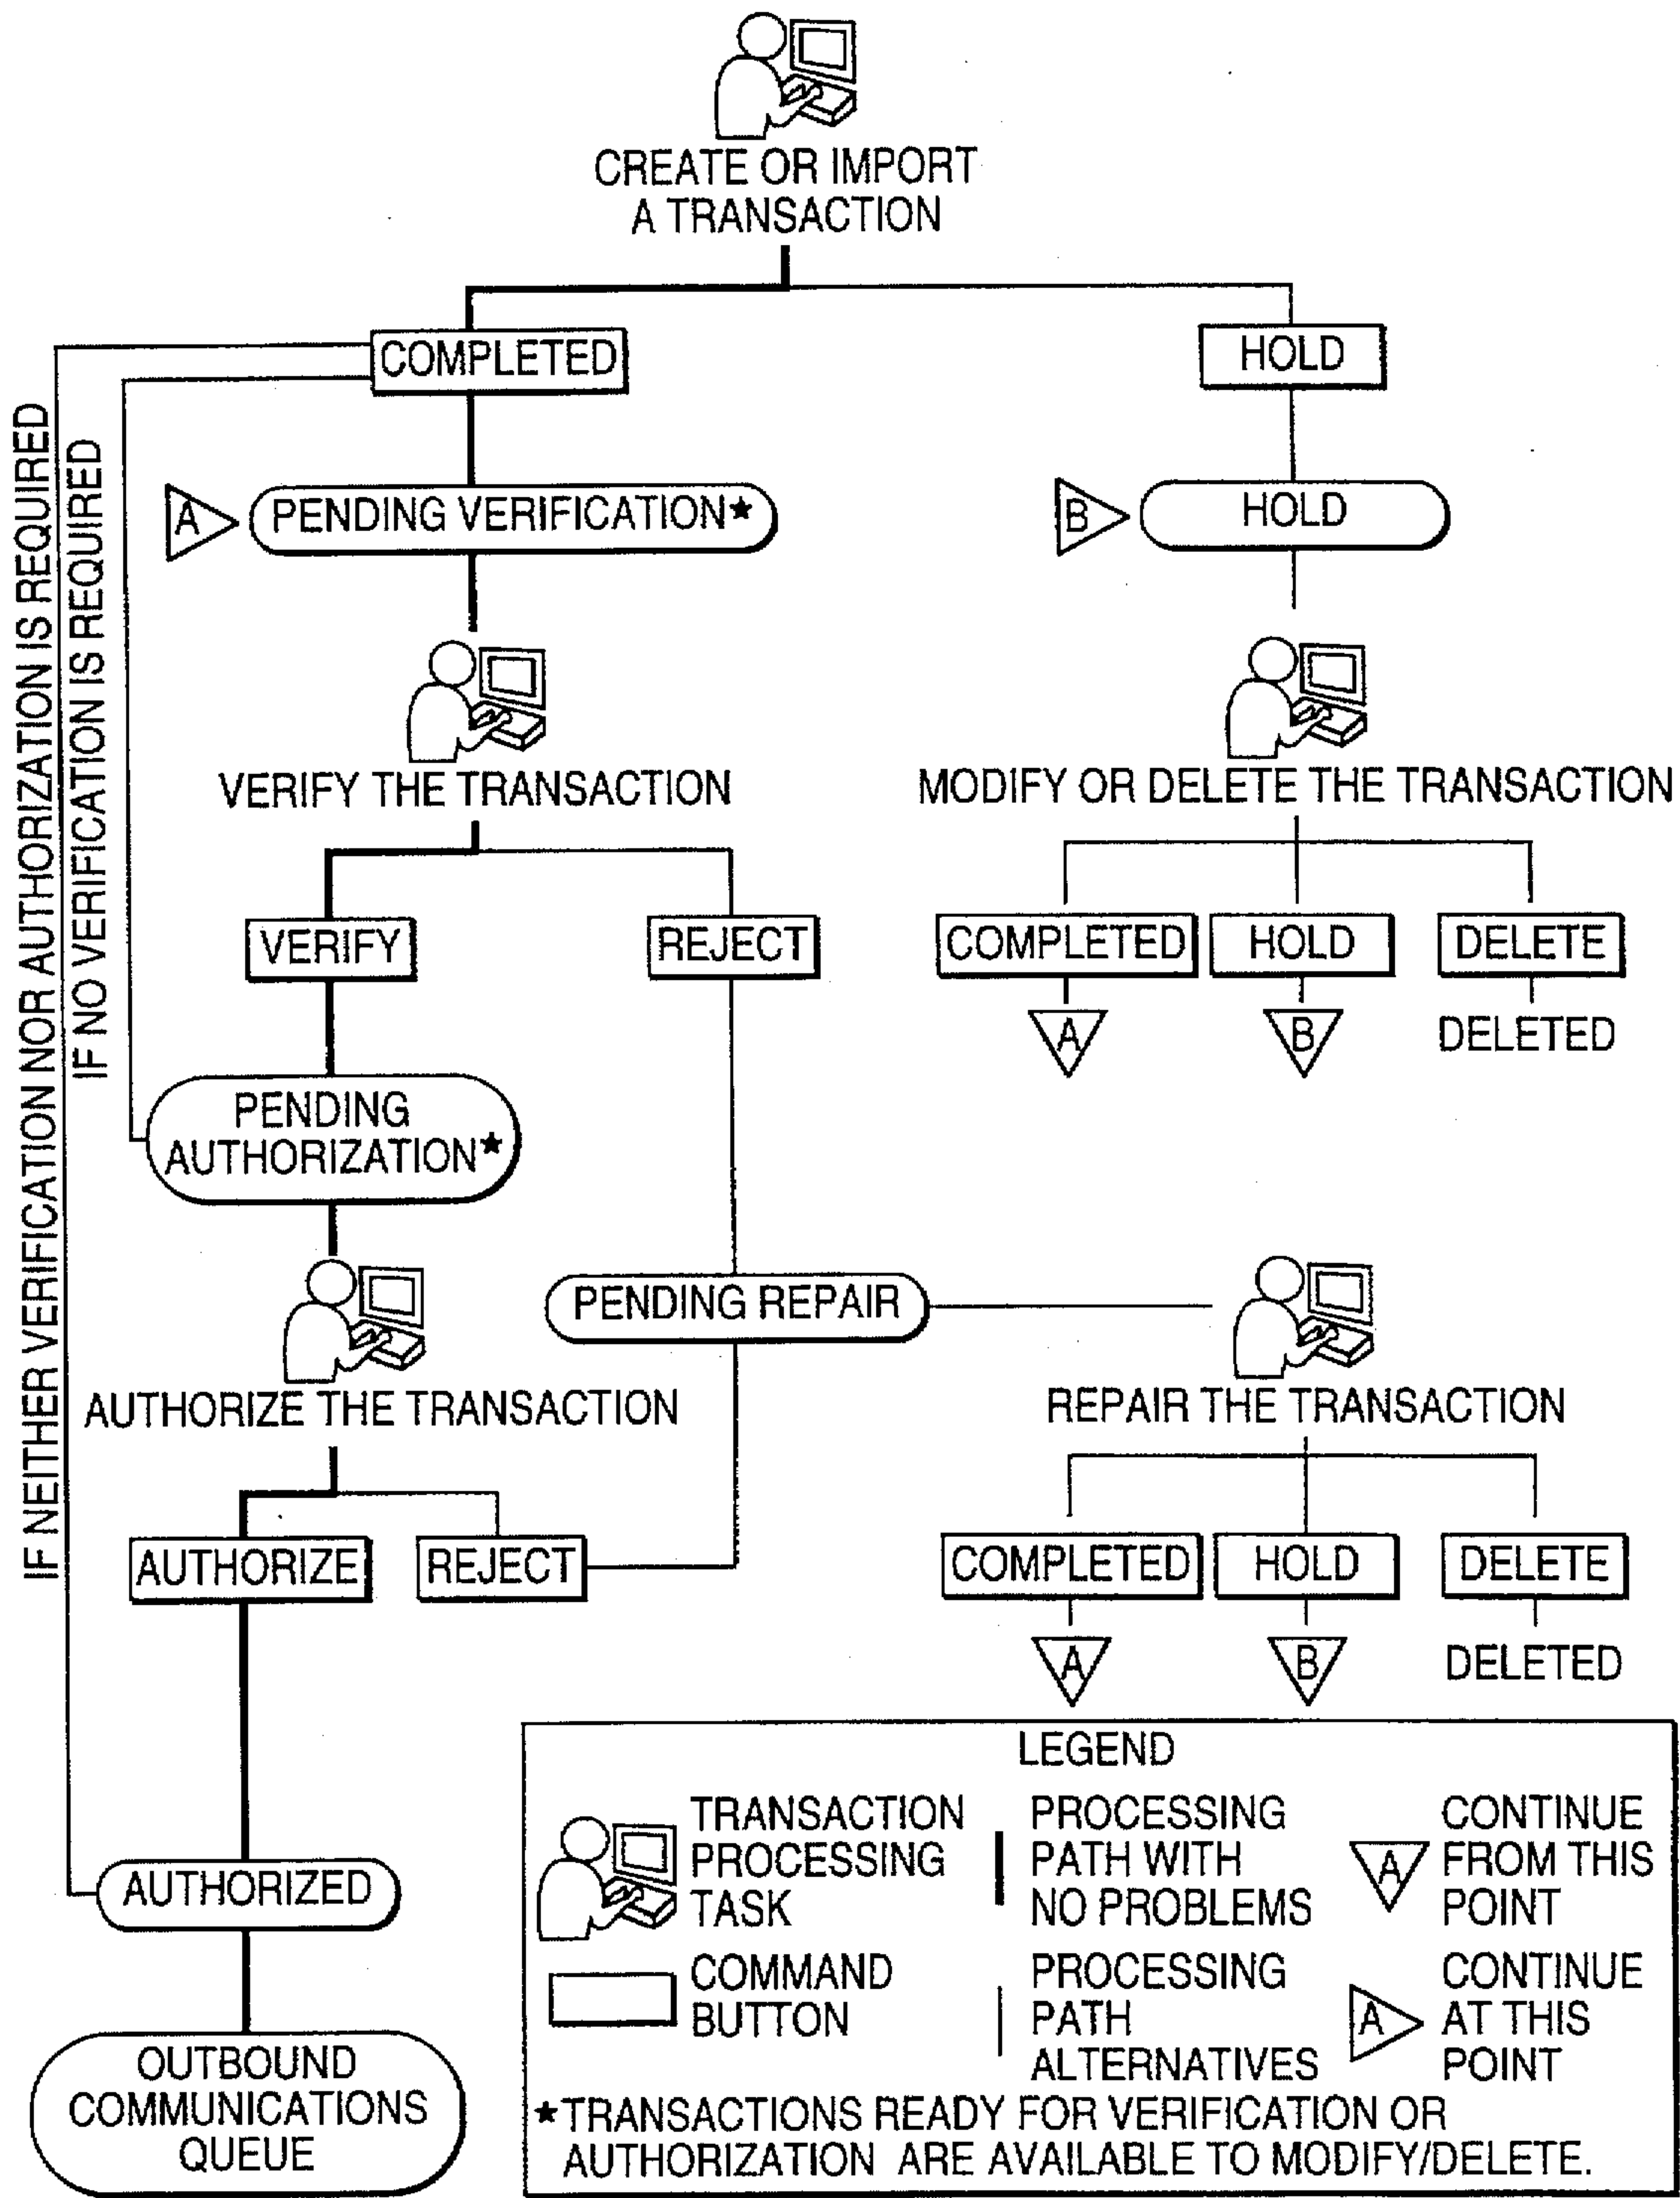 CREATE OR IMPORT
A TRANSACTION
COMPLETED
HOLD
IF NEITHER VERIFICATION NOR AUTHORIZATION IS REQUIRED
IF NO VERIFICATION IS REQUIRED
A
PENDING VERIFICATION★
B
HOLD
VERIFY THE TRANSACTION
MODIFY OR DELETE THE TRANSACTION
VERIFY
REJECT
COMPLETED
HOLD
DELETE
A
B
DELETED
PENDING
AUTHORIZATION★
PENDING REPAIR
AUTHORIZE THE TRANSACTION
REPAIR THE TRANSACTION
AUTHORIZE
REJECT
COMPLETED
HOLD
DELETE
A
B
DELETED
AUTHORIZED
OUTBOUND
COMMUNICATIONS
QUEUE
LEGEND
TRANSACTION
PROCESSING
TASK
PROCESSING
PATH WITH
NO PROBLEMS
A
CONTINUE
FROM THIS
POINT
COMMAND
BUTTON
PROCESSING
PATH
ALTERNATIVES
A
CONTINUE
AT THIS
POINT
★TRANSACTIONS READY FOR VERIFICATION OR
AUTHORIZATION ARE AVAILABLE TO MODIFY/DELETE.